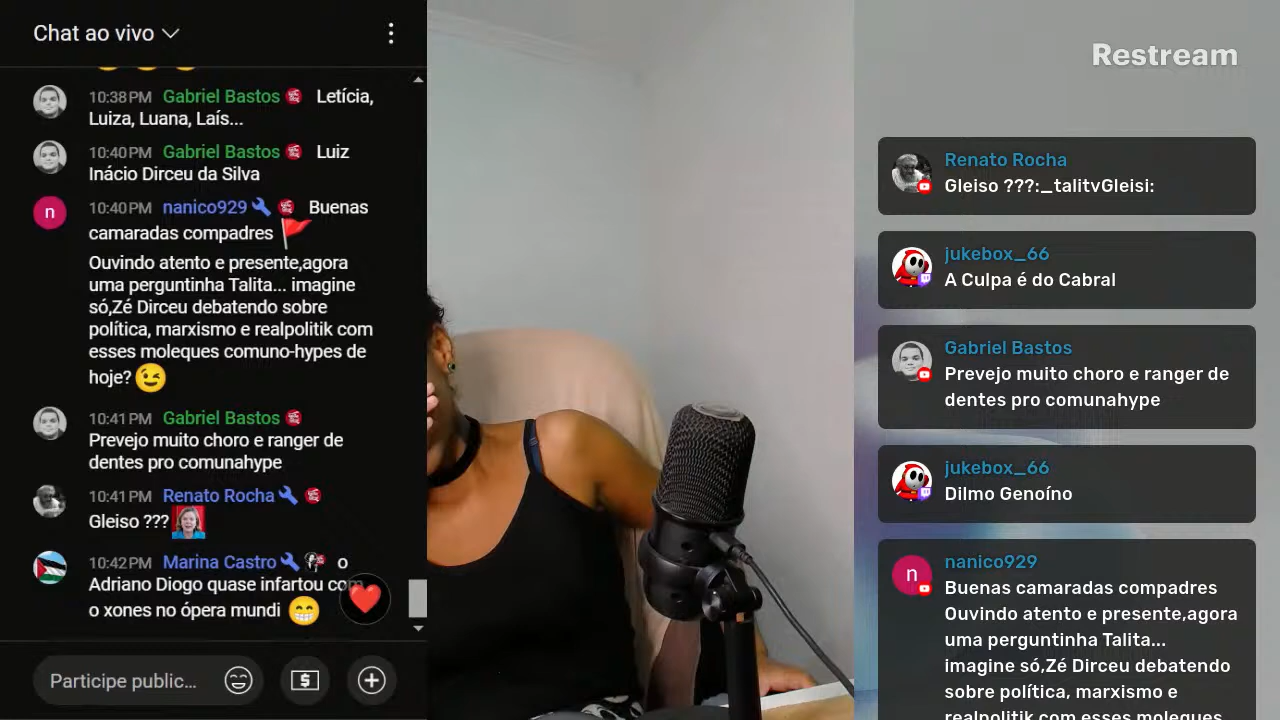 Chat ao vivo
10:38 PM Gabriel Bastos Letícia,
Luiza, Luana, Laís...
10:40 PM Gabriel Bastos Luiz
Inácio Dirceu da Silva
n
10:40 PM nanico929 Buenas
camaradas compadres
Ouvindo atento e presente,agora
uma perguntinha Talita... imagine
só,Zé Dirceu debatendo sobre
política, marxismo e realpolitik com
esses moleques comuno-hypes de
hoje?
10:41 PM Gabriel Bastos
Prevejo muito choro e ranger de
dentes pro comunahype
10:41 PM Renato Rocha
Gleiso ???
10:42 PM Marina Castro o
Adriano Diogo quase infartou com
o xones no ópera mundi
Participe public...
Restream
Renato Rocha
Gleiso ???:_talitvGleisi:
jukebox_66
A Culpa é do Cabral
Gabriel Bastos
Prevejo muito choro e ranger de
dentes pro comunahype
jukebox_66
Dilmo Genoíno
n
nanico929
Buenas camaradas compadres
Ouvindo atento e presente,agora
uma perguntinha Talita...
imagine só,Zé Dirceu debatendo
sobre política, marxismo e
realpolitik com esses moleques